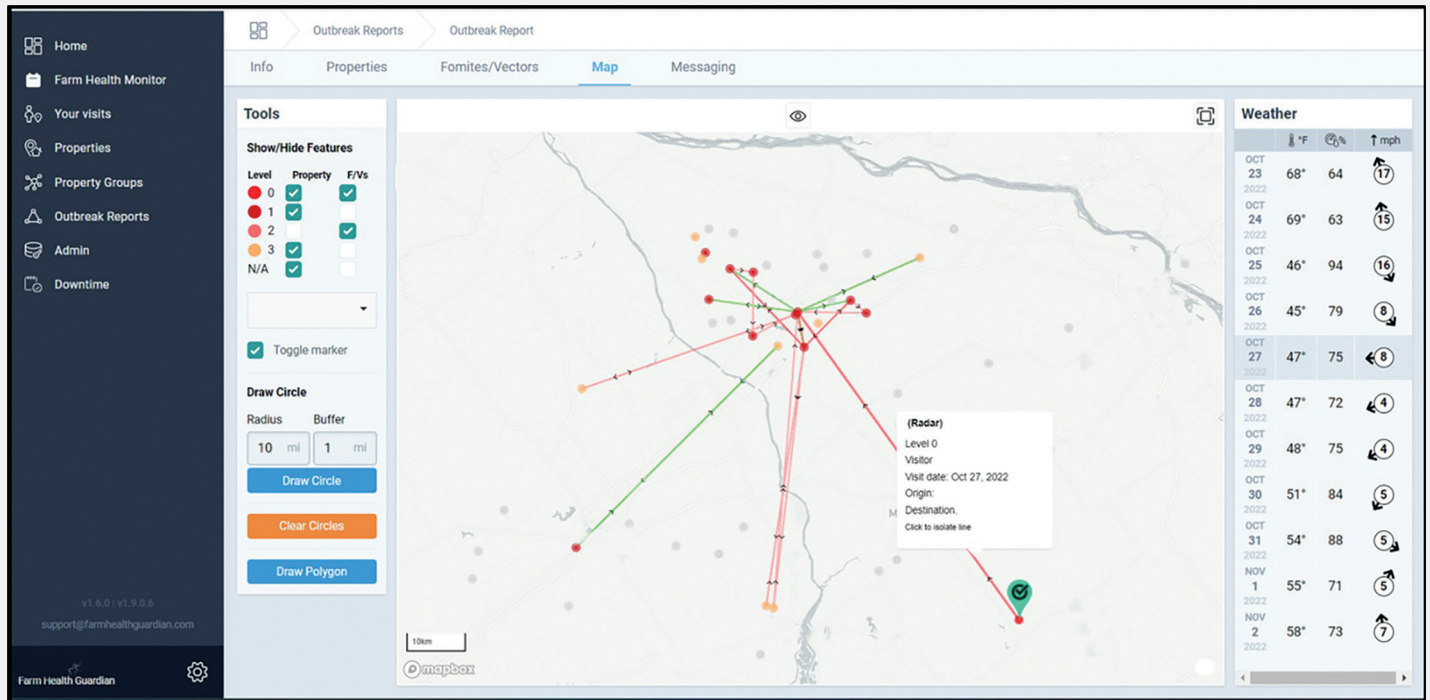 Home
Farm Health Monitor
Your visits
Properties
Property Groups
Outbreak Reports
Admin
Downtime
v1.6.0 | v1.9.0.6
support@farmhealthguardian.com
Farm Health Guardian
Outbreak Reports Outbreak Report
Info Properties Fomites/Vectors Map Messaging
Tools
Show/Hide Features
Level Property F/Vs
0
1
2
3
N/A
Toggle marker
Draw Circle
Radius Buffer
10 mi 1 mi
Draw Circle
Clear Circles
Draw Polygon
M
(Radar)
Level 0
Visitor
Visit date: Oct 27, 2022
Origin:
Destination.
Click to isolate line
10km
mapbox
Weather
°F % mph
OCT
23 68° 64 17
2022
OCT
24 69° 63 15
2022
OCT
25 46° 94 16
2022
OCT
26 45° 79 8
2022
OCT
27 47° 75 8
2022
OCT
28 47° 72 4
2022
OCT
29 48° 75 4
2022
OCT
30 51° 84 5
2022
OCT
31 54° 88 5
2022
NOV
1 55° 71 5
2022
NOV
2 58° 73 7
2022